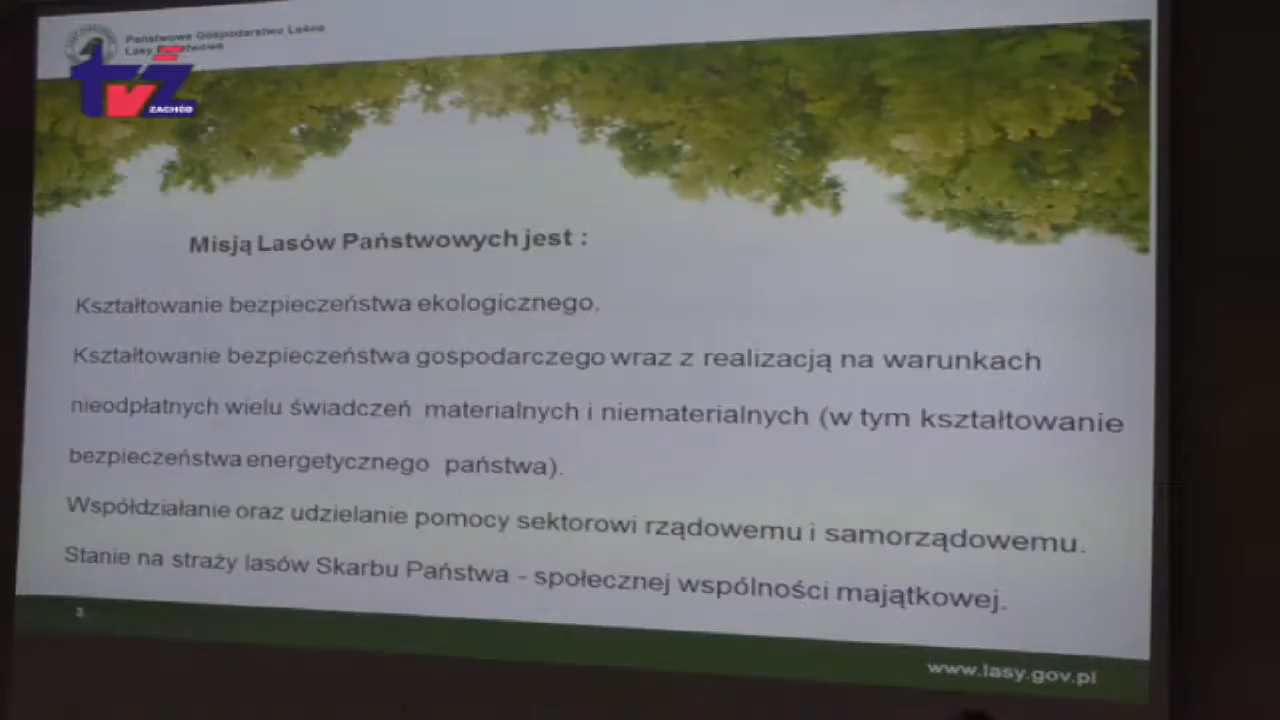 Państwowe Gospodarstwo Leśne
Lasy Państwowe
tvZ
ZACHÓD
Misją Lasów Państwowych jest :
Kształtowanie bezpieczeństwa ekologicznego.
Kształtowanie bezpieczeństwa gospodarczego wraz z realizacją na warunkach
nieodpłatnych wielu świadczeń materialnych i niematerialnych (w tym kształtowanie
bezpieczeństwa energetycznego państwa).
Współdziałanie oraz udzielanie pomocy sektorowi rządowemu i samorządowemu.
Stanie na straży lasów Skarbu Państwa - społecznej wspólności majątkowej.
3
www.lasy.gov.pl